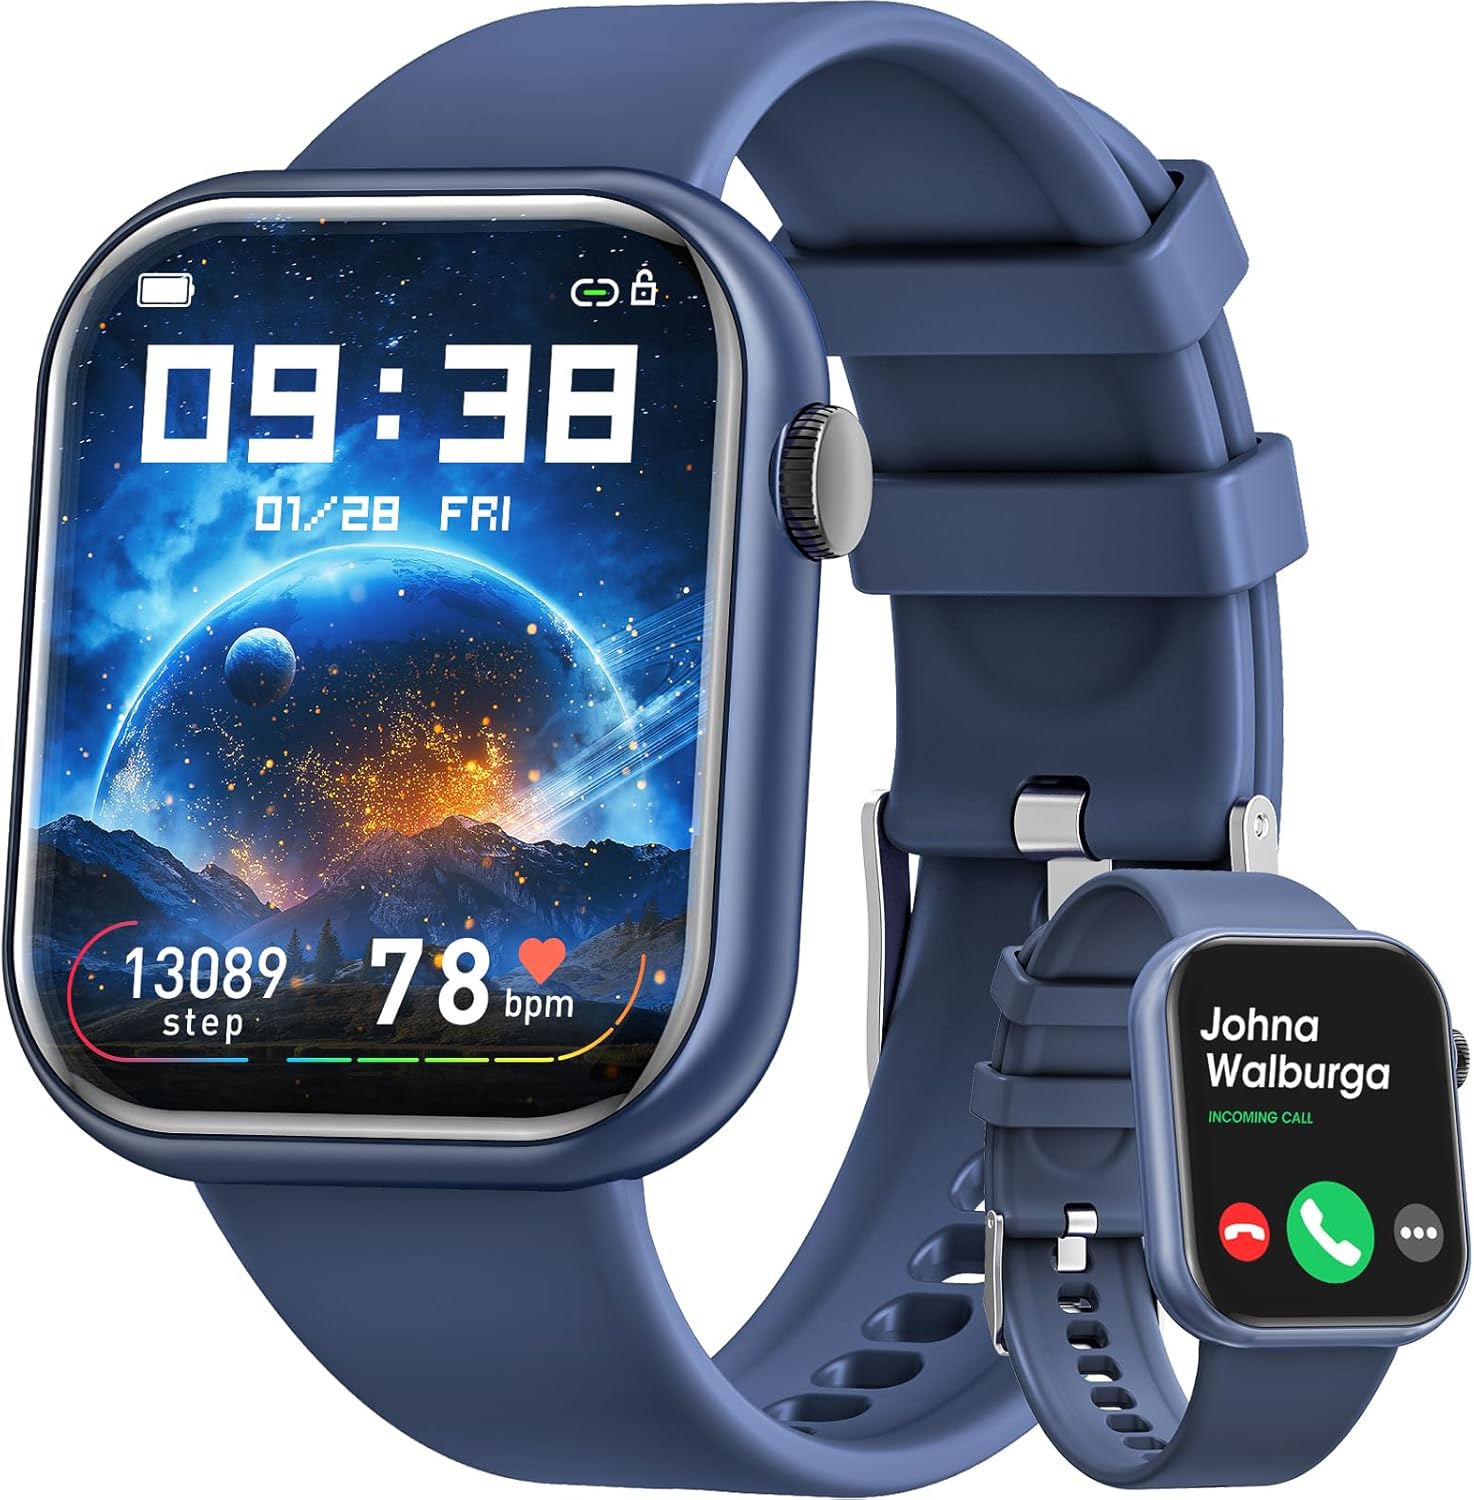 09:38
01/28 FRI
13089
step
78 bpm
Johna
Walburga
INCOMING CALL